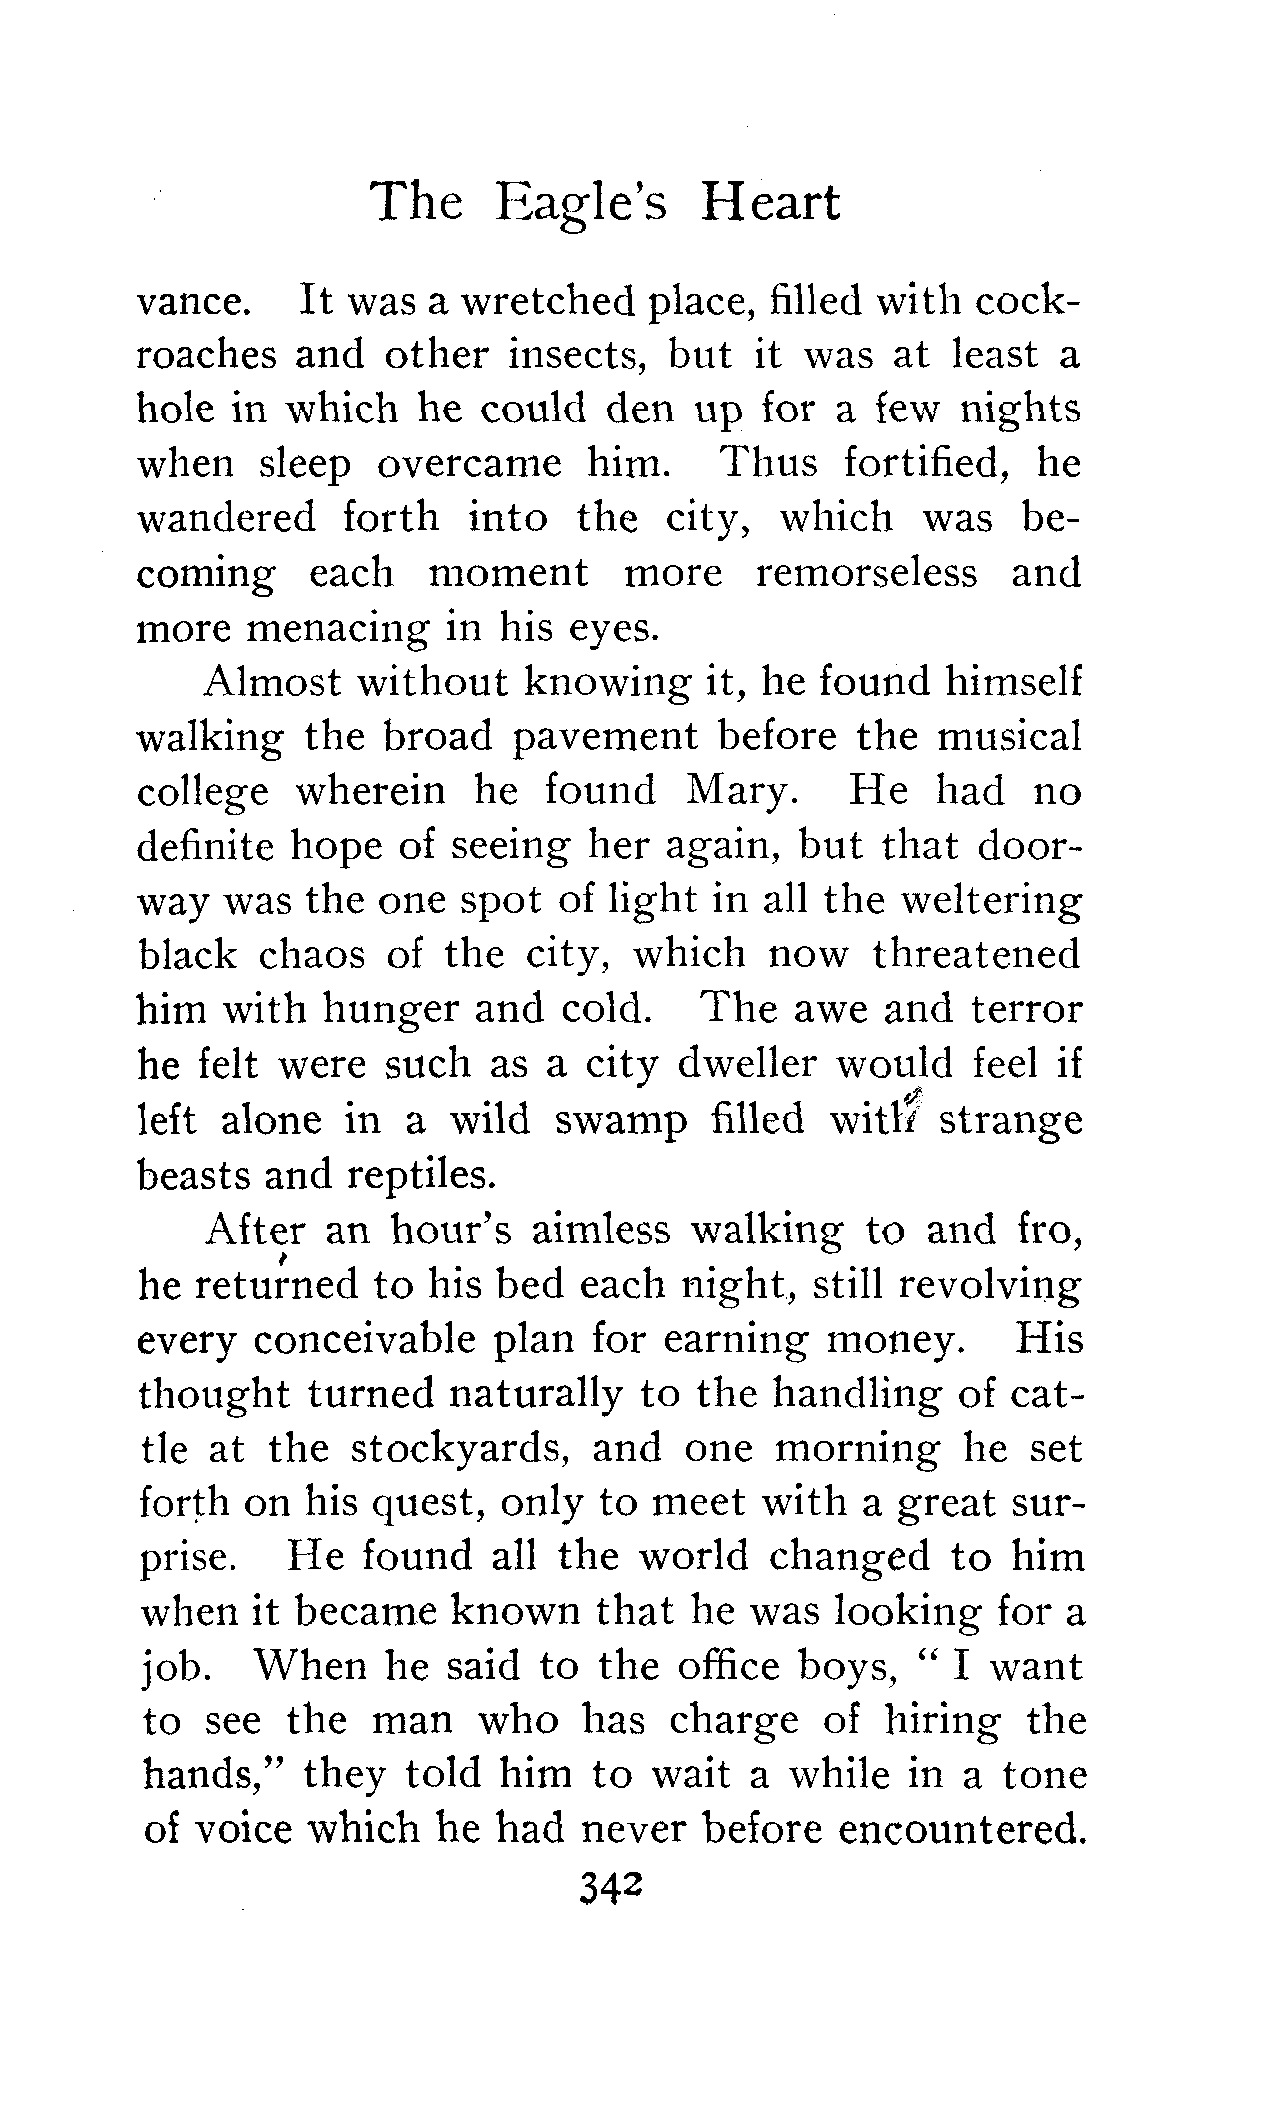 The Eagle's Heart
vance. It was a wretched place, filled with cock-
roaches and other insects, but it was at least a
hole in which he could den up for a few nights
when sleep overcame him. Thus fortified, he
wandered forth into the city, which was be-
coming each moment more remorseless and
more menacing in his eyes.
Almost without knowing it, he found himself
walking the broad pavement before the musical
college wherein he found Mary. He had no
definite hope of seeing her again, but that door-
way was the one spot of light in all the weltering
black chaos of the city, which now threatened
him with hunger and cold. The awe and terror
he felt were such as a city dweller would feel if
left alone in a wild swamp filled with strange
beasts and reptiles.
After an hour's aimless walking to and fro,
he returned to his bed each night, still revolving
every conceivable plan for earning money. His
thought turned naturally to the handling of cat-
tle at the stockyards, and one morning he set
forth on his quest, only to meet with a great sur-
prise. He found all the world changed to him
when it became known that he was looking for a
job. When he said to the office boys, " I want
to see the man who has charge of hiring the
hands," they told him to wait a while in a tone
of voice which he had never before encountered.
342